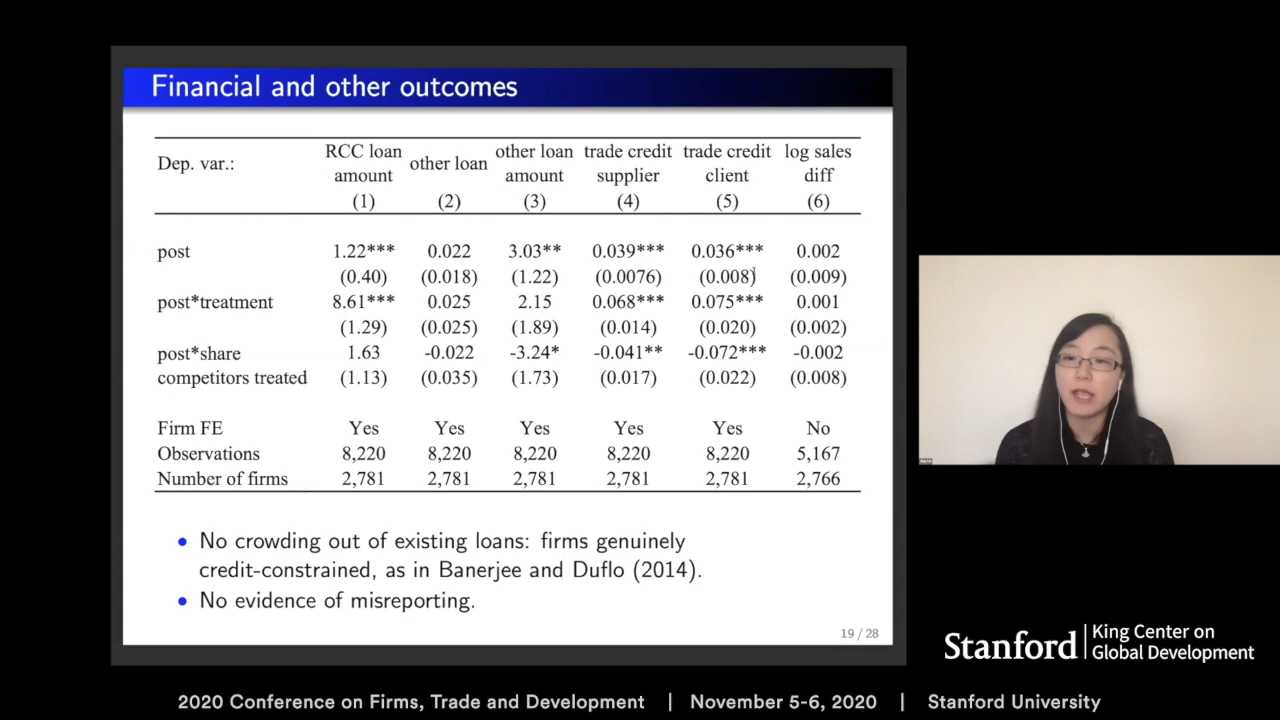 Financial and other outcomes
Dep. var.: RCC loan amount other loan other loan amount trade credit supplier trade credit client log sales diff
(1) (2) (3) (4) (5) (6)
post 1.22*** 0.022 3.03** 0.039*** 0.036*** 0.002
(0.40) (0.018) (1.22) (0.0076) (0.008) (0.009)
post*treatment 8.61*** 0.025 2.15 0.068*** 0.075*** 0.001
(1.29) (0.025) (1.89) (0.014) (0.020) (0.002)
post*share 1.63 -0.022 -3.24* -0.041** -0.072*** -0.002
competitors treated (1.13) (0.035) (1.73) (0.017) (0.022) (0.008)
Firm FE Yes Yes Yes Yes Yes No
Observations 8,220 8,220 8,220 8,220 8,220 5,167
Number of firms 2,781 2,781 2,781 2,781 2,781 2,766
• No crowding out of existing loans: firms genuinely
credit-constrained, as in Banerjee and Duflo (2014).
• No evidence of misreporting.
19 / 28
Stanford | King Center on
Global Development
2020 Conference on Firms, Trade and Development | November 5-6, 2020 | Stanford University